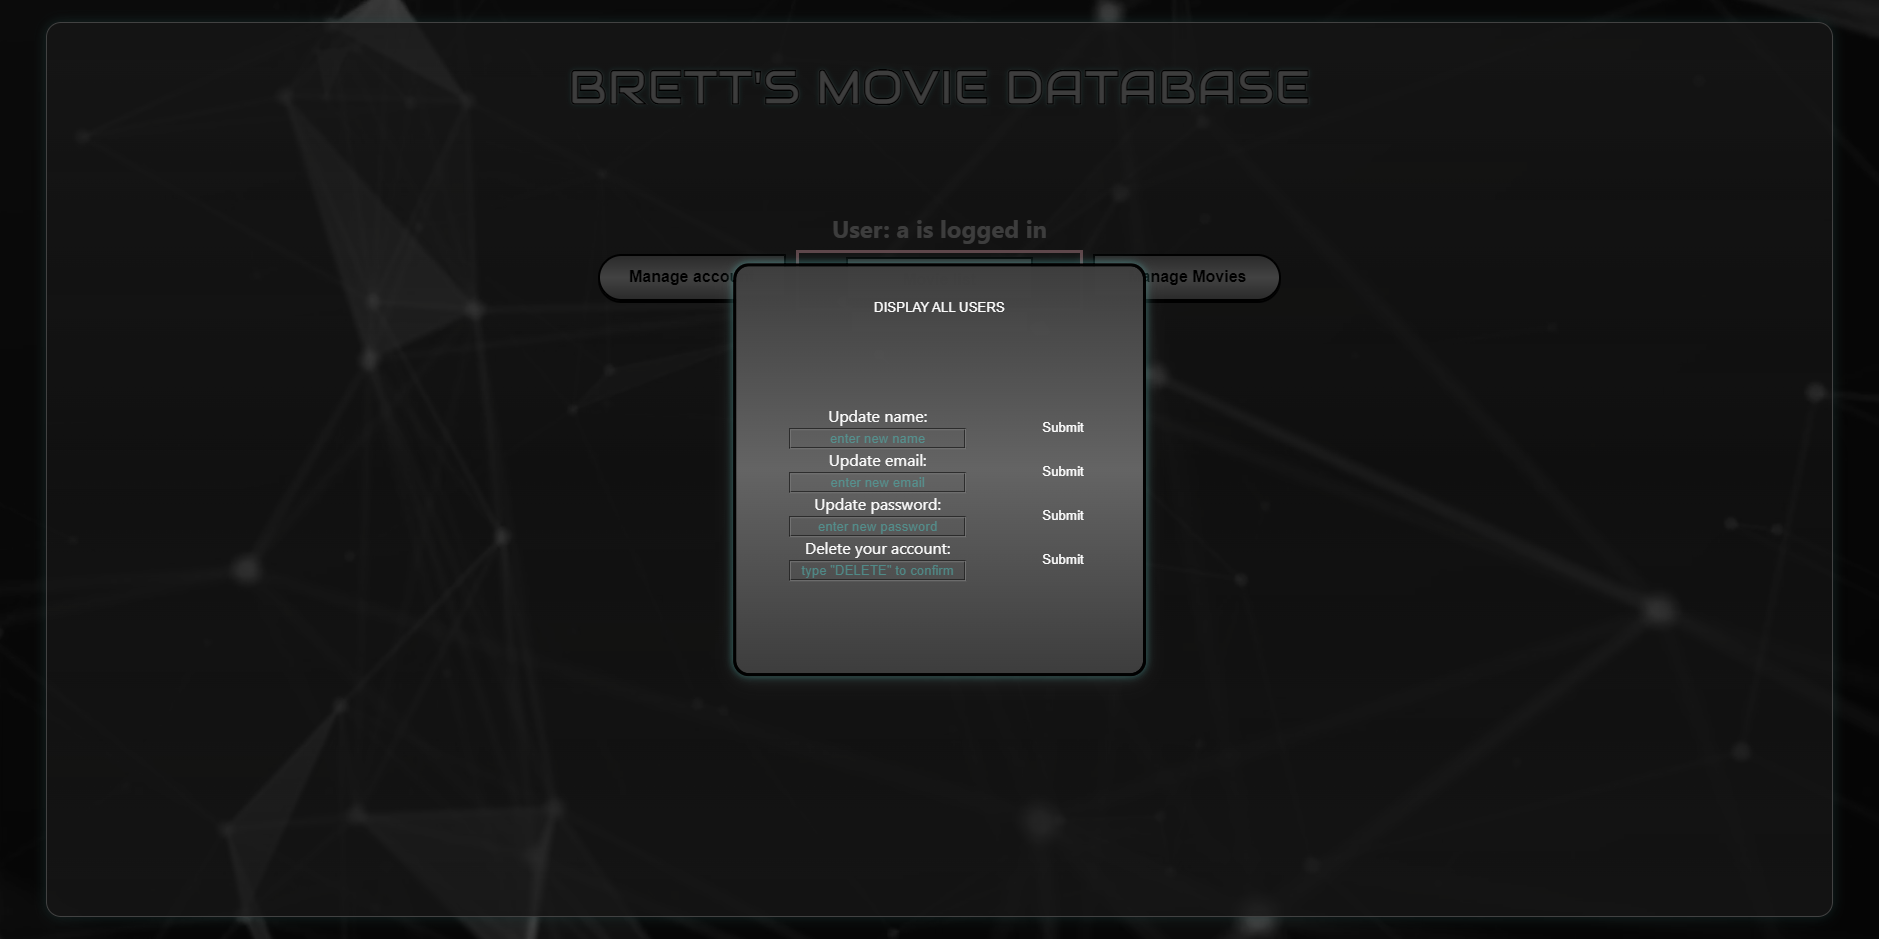 BRETT'S MOVIE DATABASE
User: a is logged in
Manage Movies
DISPLAY ALL USERS
Update name:
enter new name
Submit
Update email:
enter new email
Submit
Update password:
enter new password
Submit
Delete your account:
type "DELETE" to confirm
Submit